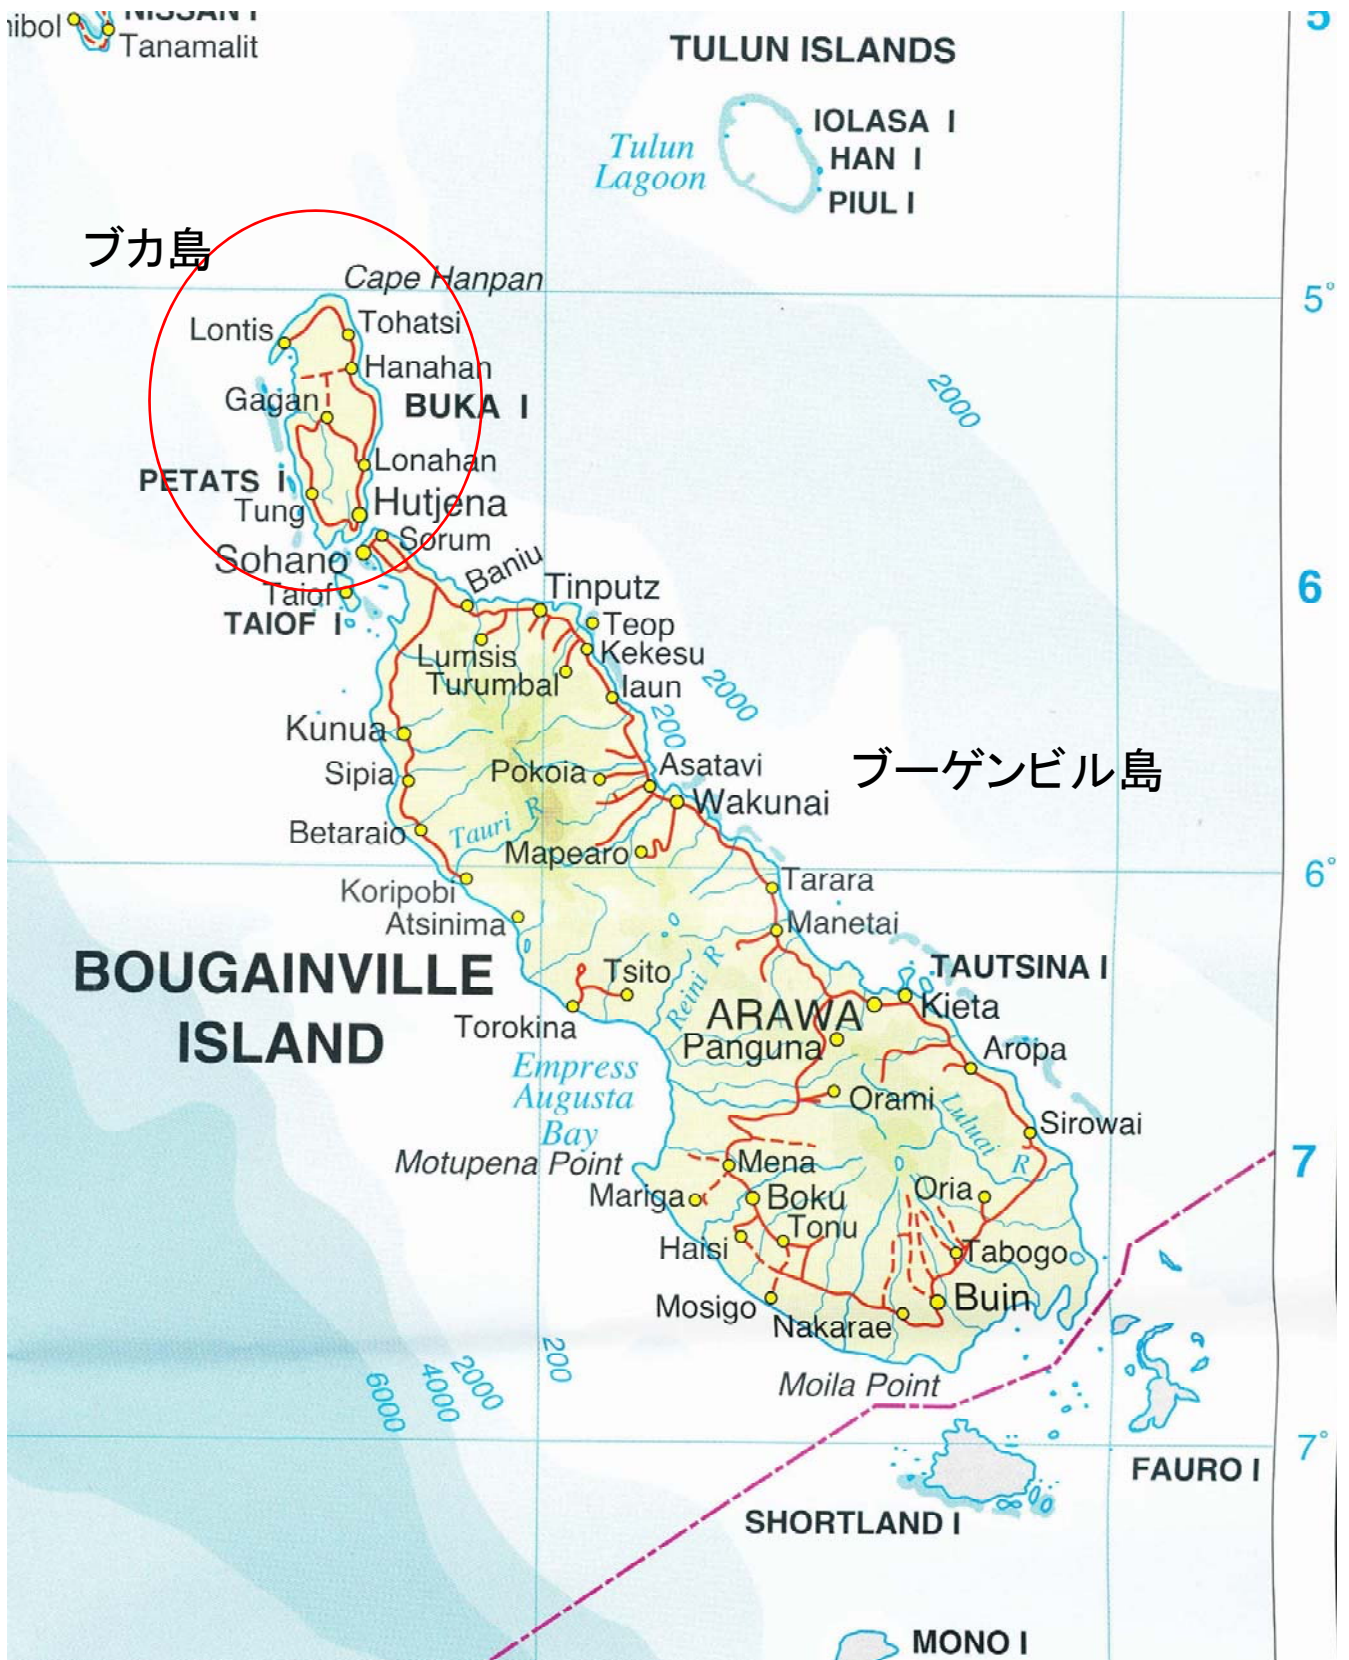 NISSAN I
Tanamalit
5
TULUN ISLANDS
IOLASA I
Tulun
Lagoon
HAN I
PIUL I
ブカ島
Cape Hanpan
5°
Lontis
Tohatsi
Hanahan
2000
Gagan
BUKA I
Lonahan
PETATS I
Tung
Hutjena
Sorum
Sohano
Baniu
Tinputz
6
Taiof
TAIOF I
Teop
Lumsis
Kekesu
Turumbal
Iaun
2000
200
Kunua
Sipia
Pokoia
Asatavi
ブーゲンビル島
Wakunai
Betaraio
Tauri R
Mapearo
6°
Koripobi
Tarara
Atsinima
Manetai
BOUGAINVILLE
ISLAND
Tsito
Reini R
TAUTSINA I
ARAWA
Kieta
Torokina
Panguna
Aropa
Empress
Augusta
Bay
Orami
Luluai R
Sirowai
Motupena Point
Mena
7
Mariga
Boku
Oria
Tonu
Haisi
Tabogo
Mosigo
Buin
Nakarae
200
2000
4000
6000
Moila Point
7°
FAURO I
SHORTLAND I
MONO I